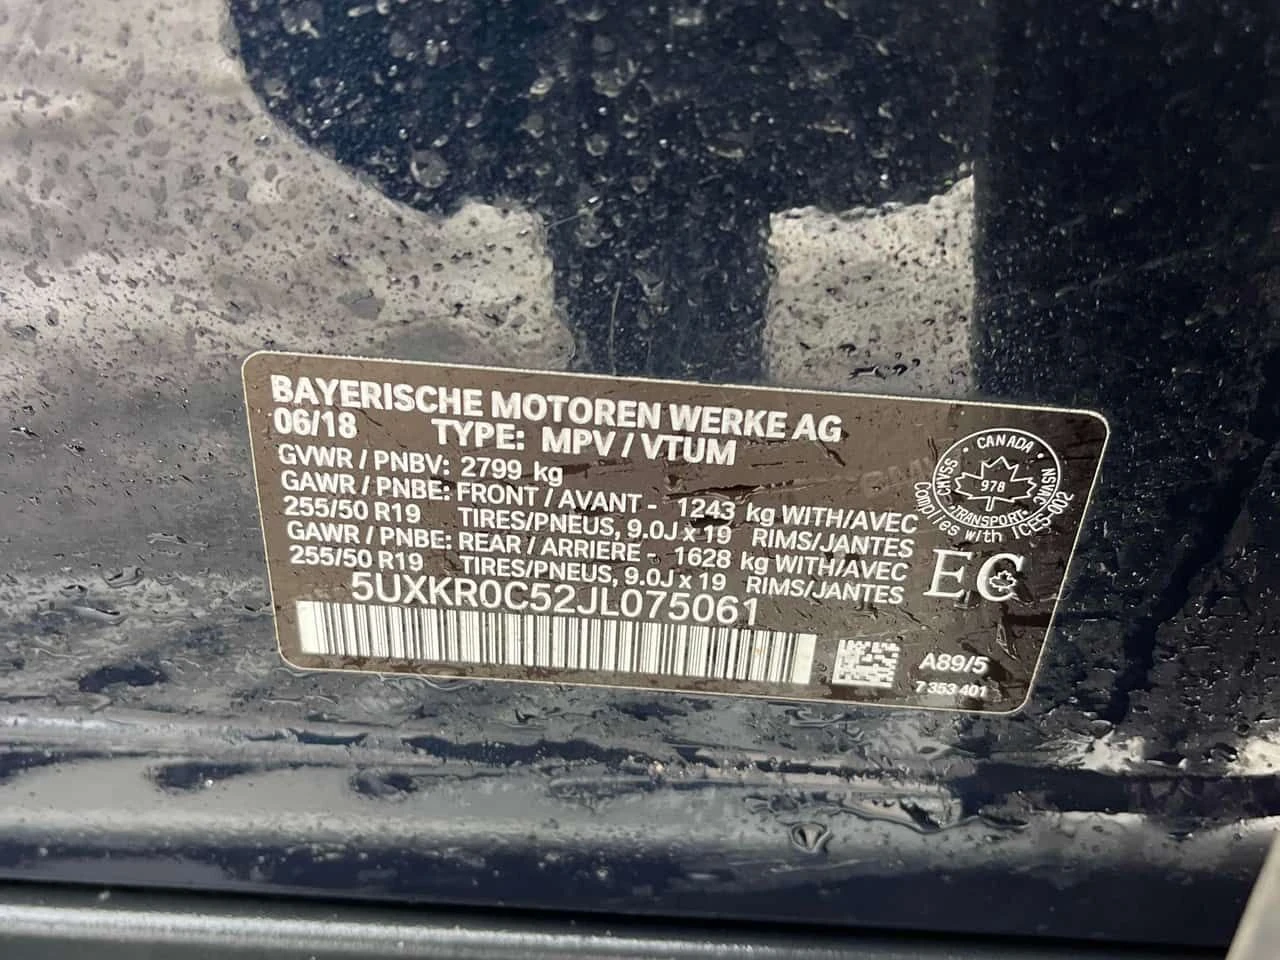 BAYERISCHE MOTOREN WERKE AG
06/18 TYPE: MPV / VTUM
GVWR / PNBV: 2799 kg
GAWR / PNBE: FRONT / AVANT - 1243 kg WITH/AVEC
255/50 R19 TIRES/PNEUS, 9.0J x 19 RIMS/JANTES
GAWR / PNBE: REAR / ARRIERE - 1628 kg WITH/AVEC
255/50 R19 TIRES/PNEUS, 9.0J x 19 RIMS/JANTES
5UXKR0C52JL075061
CANADA
CMVSS
NSVAC
978
TRANSPORT
Complies with ICES-002
EC
A89/5
7 353 401